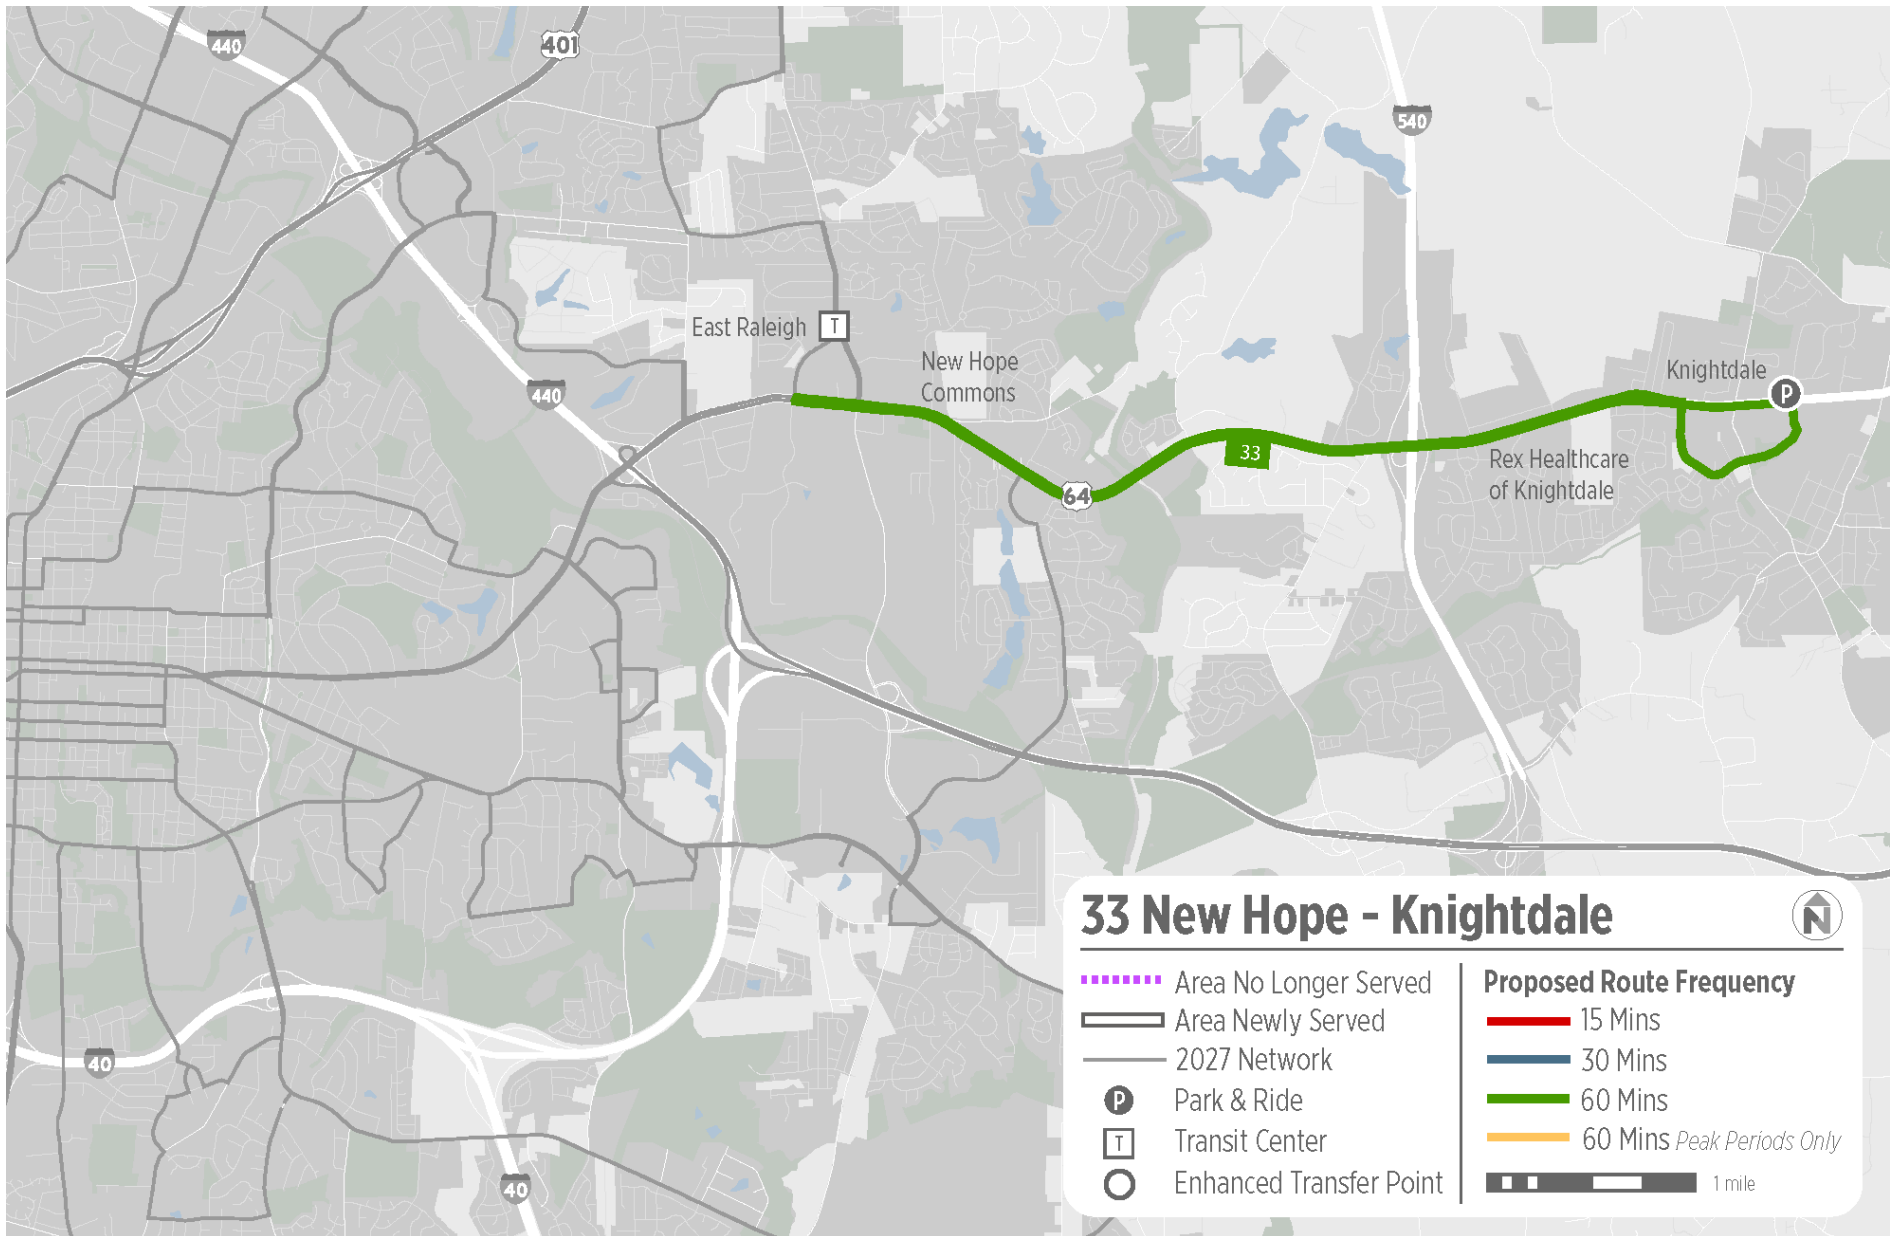 440
401
540
East Raleigh
T
New Hope
Commons
Knightdale
P
440
33
64
Rex Healthcare
of Knightdale
40
40
33 New Hope - Knightdale
N
Area No Longer Served
Area Newly Served
2027 Network
P
Park & Ride
T
Transit Center
Enhanced Transfer Point
Proposed Route Frequency
15 Mins
30 Mins
60 Mins
60 Mins Peak Periods Only
1 mile